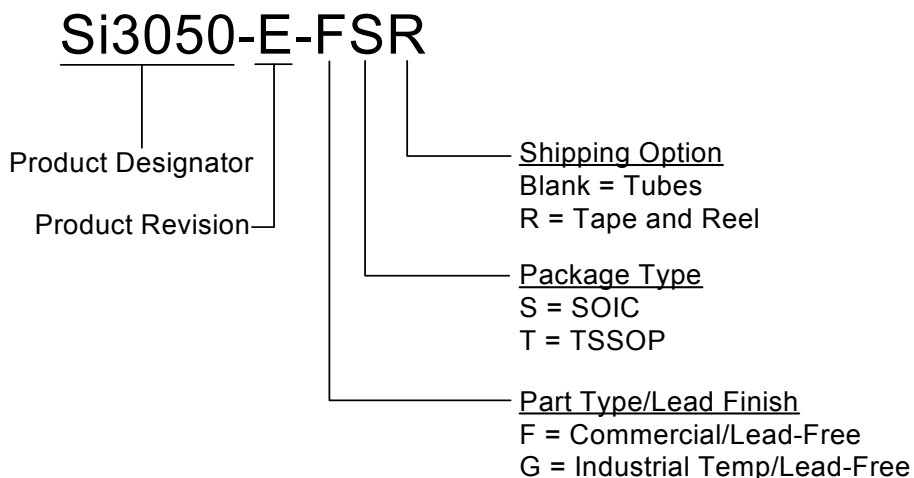 Si3050-E-FSR
Product Designator
Product Revision
Shipping Option
Blank = Tubes
R = Tape and Reel
Package Type
S = SOIC
T = TSSOP
Part Type/Lead Finish
F = Commercial/Lead-Free
G = Industrial Temp/Lead-Free